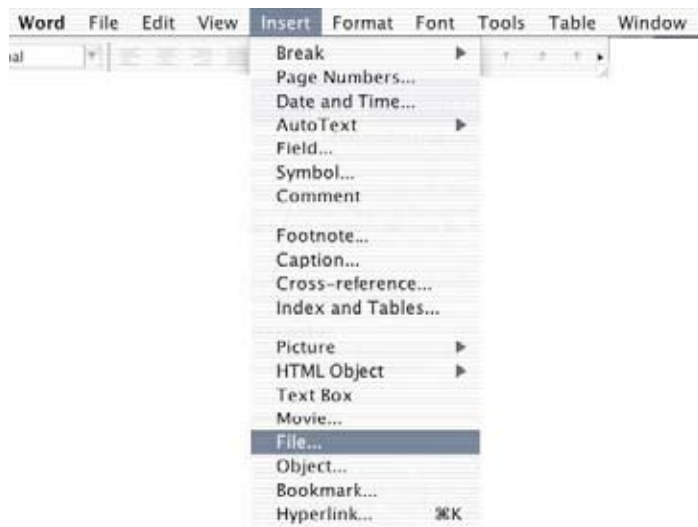 Word File Edit View Insert Format Font Tools Table Window
al
Break
Page Numbers...
Date and Time...
AutoText
Field...
Symbol...
Comment
Footnote...
Caption...
Cross-reference...
Index and Tables...
Picture
HTML Object
Text Box
Movie...
File...
Object...
Bookmark...
Hyperlink... ⌘K